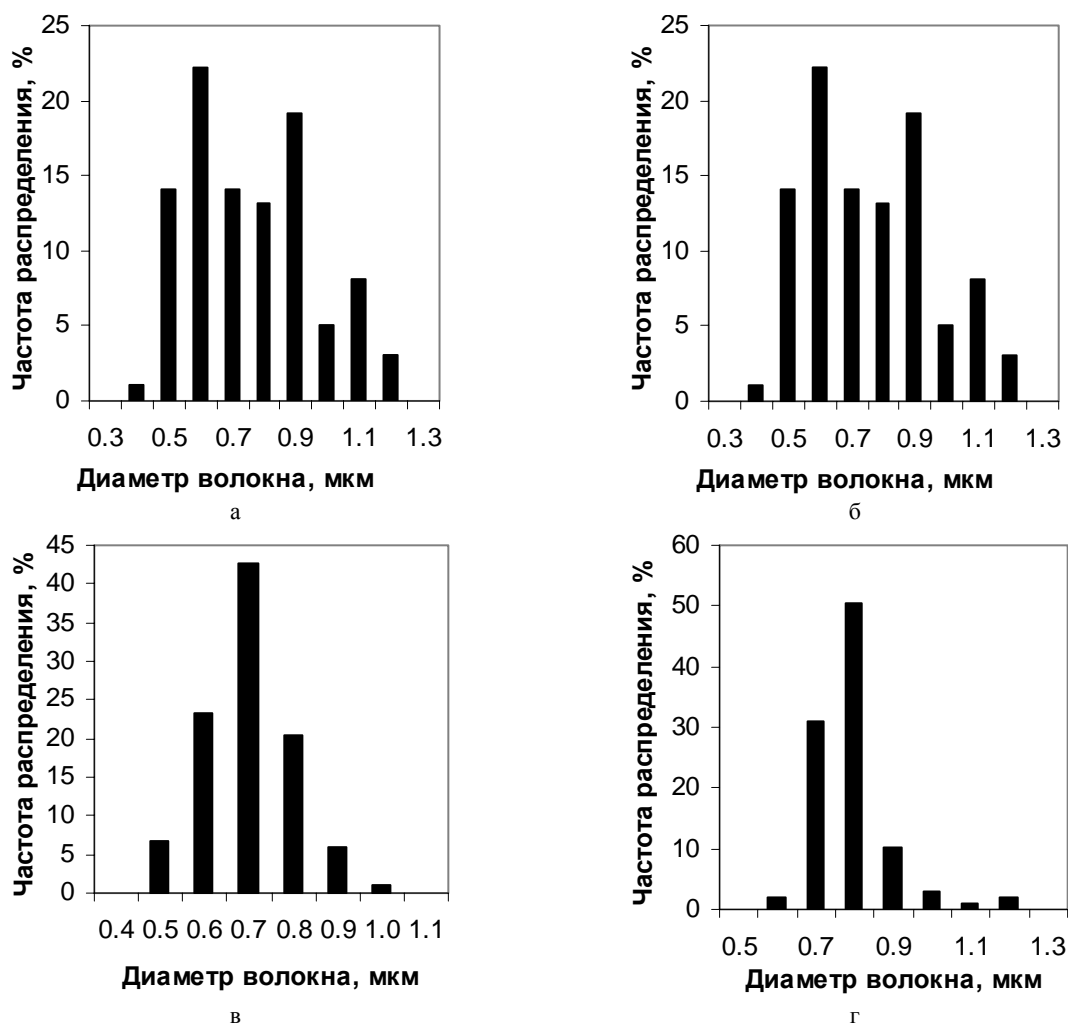 Частота распределения, %
25
20
15
10
5
0
0.3 0.5 0.7 0.9 1.1 1.3
Диаметр волокна, мкм
а
Частота распределения, %
25
20
15
10
5
0
0.3 0.5 0.7 0.9 1.1 1.3
Диаметр волокна, мкм
б
Частота распределения, %
45
40
35
30
25
20
15
10
5
0
0.4 0.5 0.6 0.7 0.8 0.9 1.0 1.1
Диаметр волокна, мкм
в
Частота распределения, %
60
50
40
30
20
10
0
0.5 0.7 0.9 1.1 1.3
Диаметр волокна, мкм
г